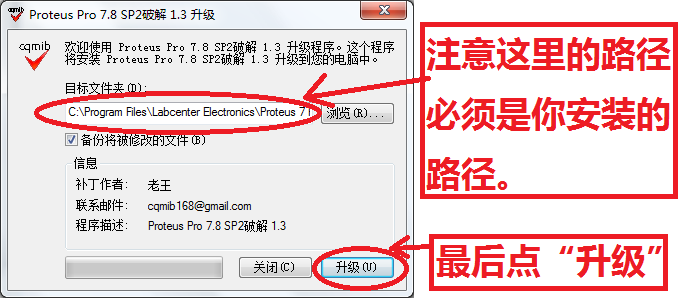 Proteus Pro 7.8 SP2破解 1.3 升级
cqmib
欢迎使用 Proteus Pro 7.8 SP2破解 1.3 升级程序。这个程序
将安装 Proteus Pro 7.8 SP2破解 1.3 升级到您的电脑中。
目标文件夹(D):
C:\Program Files\Labcenter Electronics\Proteus 7
浏览(R)...
备份将被修改的文件(B)
信息
补丁作者: 老王
联系邮件: cqmib168@gmail.com
程序描述: Proteus Pro 7.8 SP2破解 1.3
关闭(C)
升级(U)
注意这里的路径
必须是你安装的
路径。
最后点“升级”